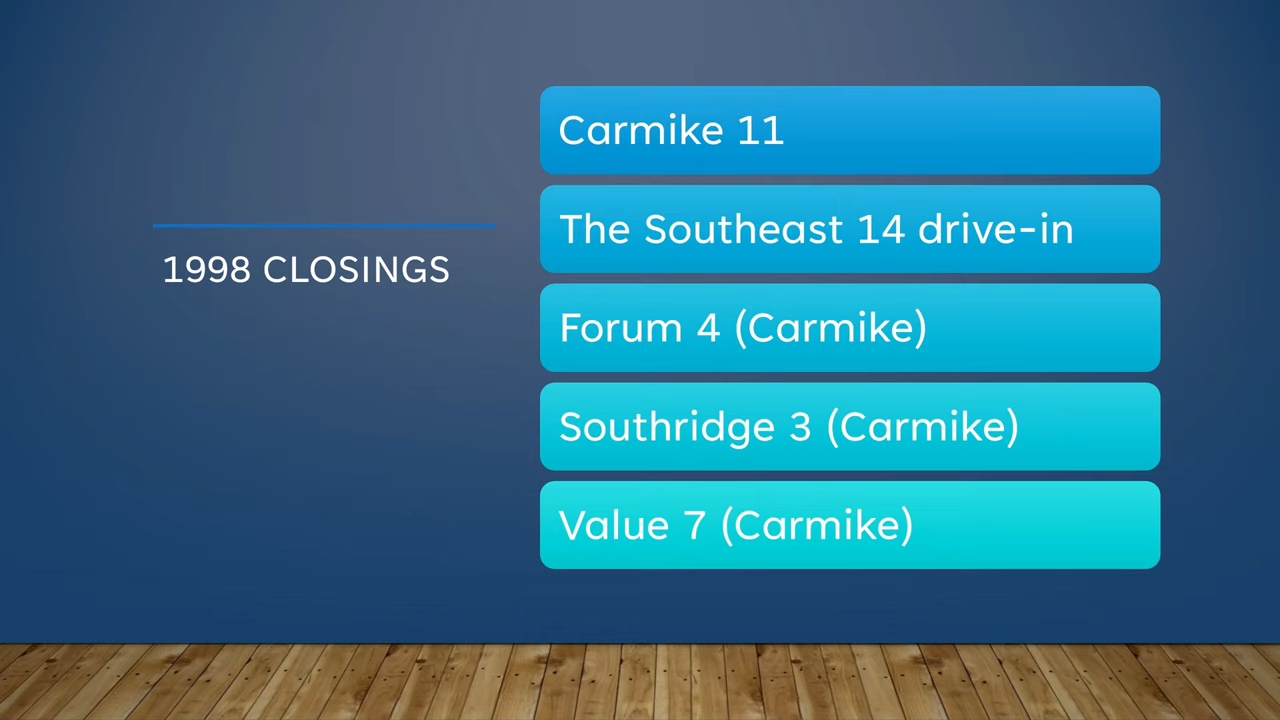 1998 CLOSINGS
Carmike 11
The Southeast 14 drive-in
Forum 4 (Carmike)
Southridge 3 (Carmike)
Value 7 (Carmike)